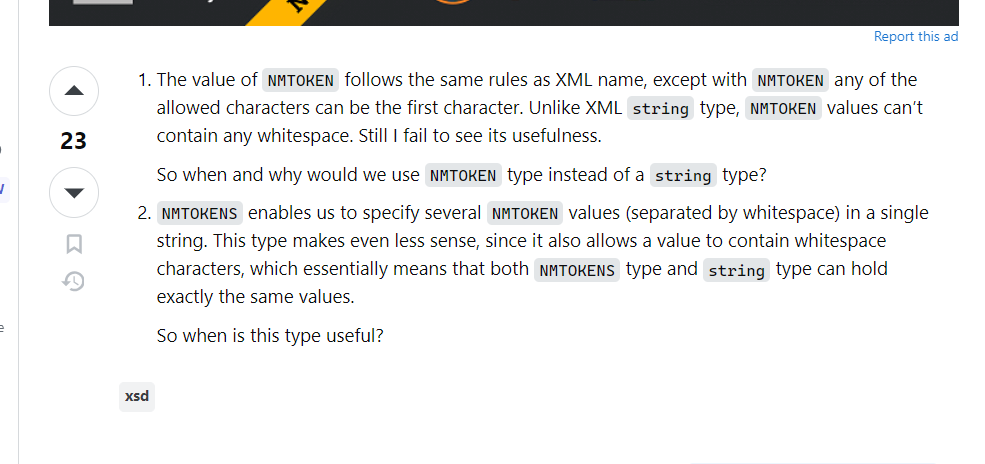 Report this ad
1. The value of NMTOKEN follows the same rules as XML name, except with NMTOKEN any of the
allowed characters can be the first character. Unlike XML string type, NMTOKEN values can't
contain any whitespace. Still I fail to see its usefulness.
23
So when and why would we use NMTOKEN type instead of a string type?
2. NMTOKENS enables us to specify several NMTOKEN values (separated by whitespace) in a single
string. This type makes even less sense, since it also allows a value to contain whitespace
characters, which essentially means that both NMTOKENS type and string type can hold
exactly the same values.
So when is this type useful?
xsd